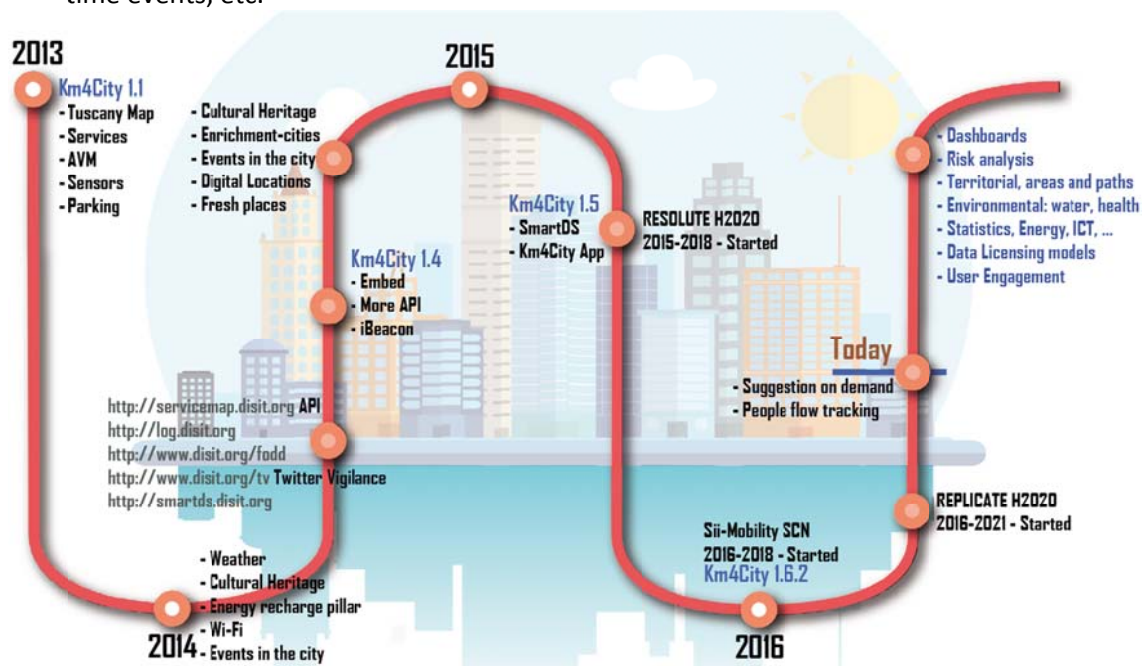 time events, etc.
2013
Km4City 1.1
- Tuscany Map
- Services
- AVM
- Sensors
- Parking
2014
- Weather
- Cultural Heritage
- Energy recharge pillar
- Wi-Fi
- Events in the city
http://servicemap.disit.org API
http://log.disit.org
http://www.disit.org/fodd
http://www.disit.org/tv Twitter Vigilance
http://smartds.disit.org
Km4City 1.4
- Embed
- More API
- iBeacon
- Cultural Heritage
- Enrichment-cities
- Events in the city
- Digital Locations
- Fresh places
2015
Km4City 1.5
- SmartDS
- Km4City App
RESOLUTE H2020
2015-2018 - Started
Sii-Mobility SCN
2016-2018 - Started
Km4City 1.6.2
2016
REPLICATE H2020
2016-2021 - Started
Today
- Suggestion on demand
- People flow tracking
- Dashboards
- Risk analysis
- Territorial, areas and paths
- Environmental: water, health
- Statistics, Energy, ICT, ...
- Data Licensing models
- User Engagement